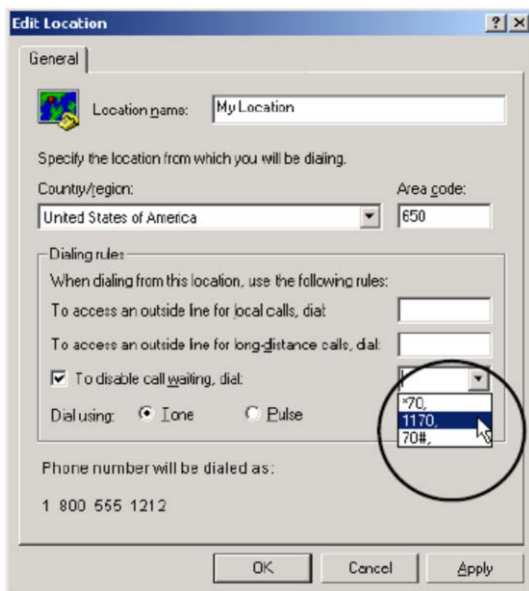 Edit Location
General
Location name: My Location
Specify the location from which you will be dialing.
Country/region: Area code:
United States of America 650
Dialing rules
When dialing from this location, use the following rules:
To access an outside line for local calls, dial:
To access an outside line for long-distance calls, dial:
To disable call waiting, dial:
*70,
1170,
70#,
Dial using: Tone Pulse
Phone number will be dialed as:
1 800 555 1212
OK Cancel Apply